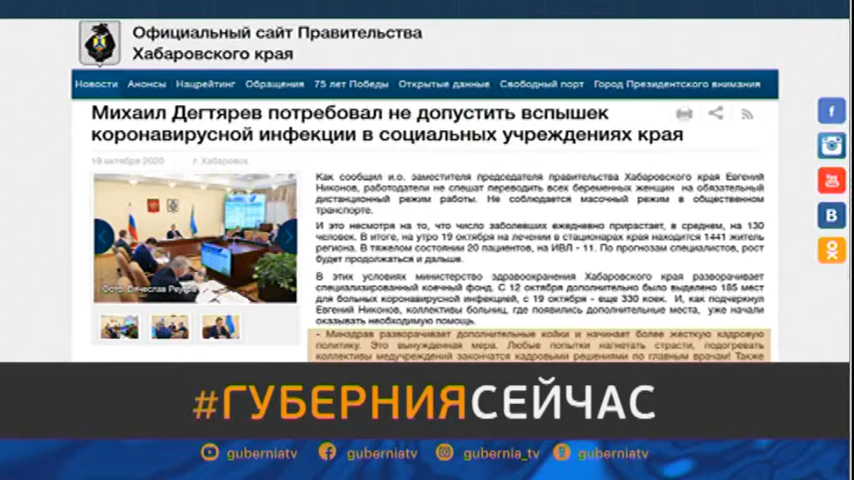 Официальный сайт Правительства
Хабаровского края
Новости Анонсы Нацрейтинг Обращения 75 лет Победы Открытые данные Свободный порт Город Президентского внимания
Михаил Дегтярев потребовал не допустить вспышек
коронавирусной инфекции в социальных учреждениях края
19 октября 2020 г. Хабаровск
Как сообщил и.о. заместителя председателя правительства Хабаровского края Евгений
Никонов, работодатели не спешат переводить всех беременных женщин на обязательный
дистанционный режим работы. Не соблюдается масочный режим в общественном
транспорте.
И это несмотря на то, что число заболевших ежедневно прирастает, в среднем, на 130
человек. В итоге, на утро 19 октября на лечении в стационарах края находится 1441 житель
региона. В тяжелом состоянии 20 пациентов, на ИВЛ - 11. По прогнозам специалистов, рост
будет продолжаться и дальше.
В этих условиях министерство здравоохранения Хабаровского края разворачивает
специализированный коечный фонд. С 12 октября дополнительно было выделено 185 мест
для больных коронавирусной инфекцией, с 19 октября - еще 330 коек. И, как подчеркнул
Евгений Никонов, коллективы больниц, где появились дополнительные места, уже начали
оказывать необходимую помощь.
- Минздрав разворачивает дополнительные койки и начинает более жесткую кадровую
политику. Это вынужденная мера. Любые попытки нагнетать страсти, подогревать
коллективы медучреждений закончатся кадровыми решениями по главным врачам! Также
Фото: Вячеслав Реутов
f
You
B
#ГУБЕРНИЯСЕЙЧАС
guberniatv guberniatv gubernia_tv guberniatv